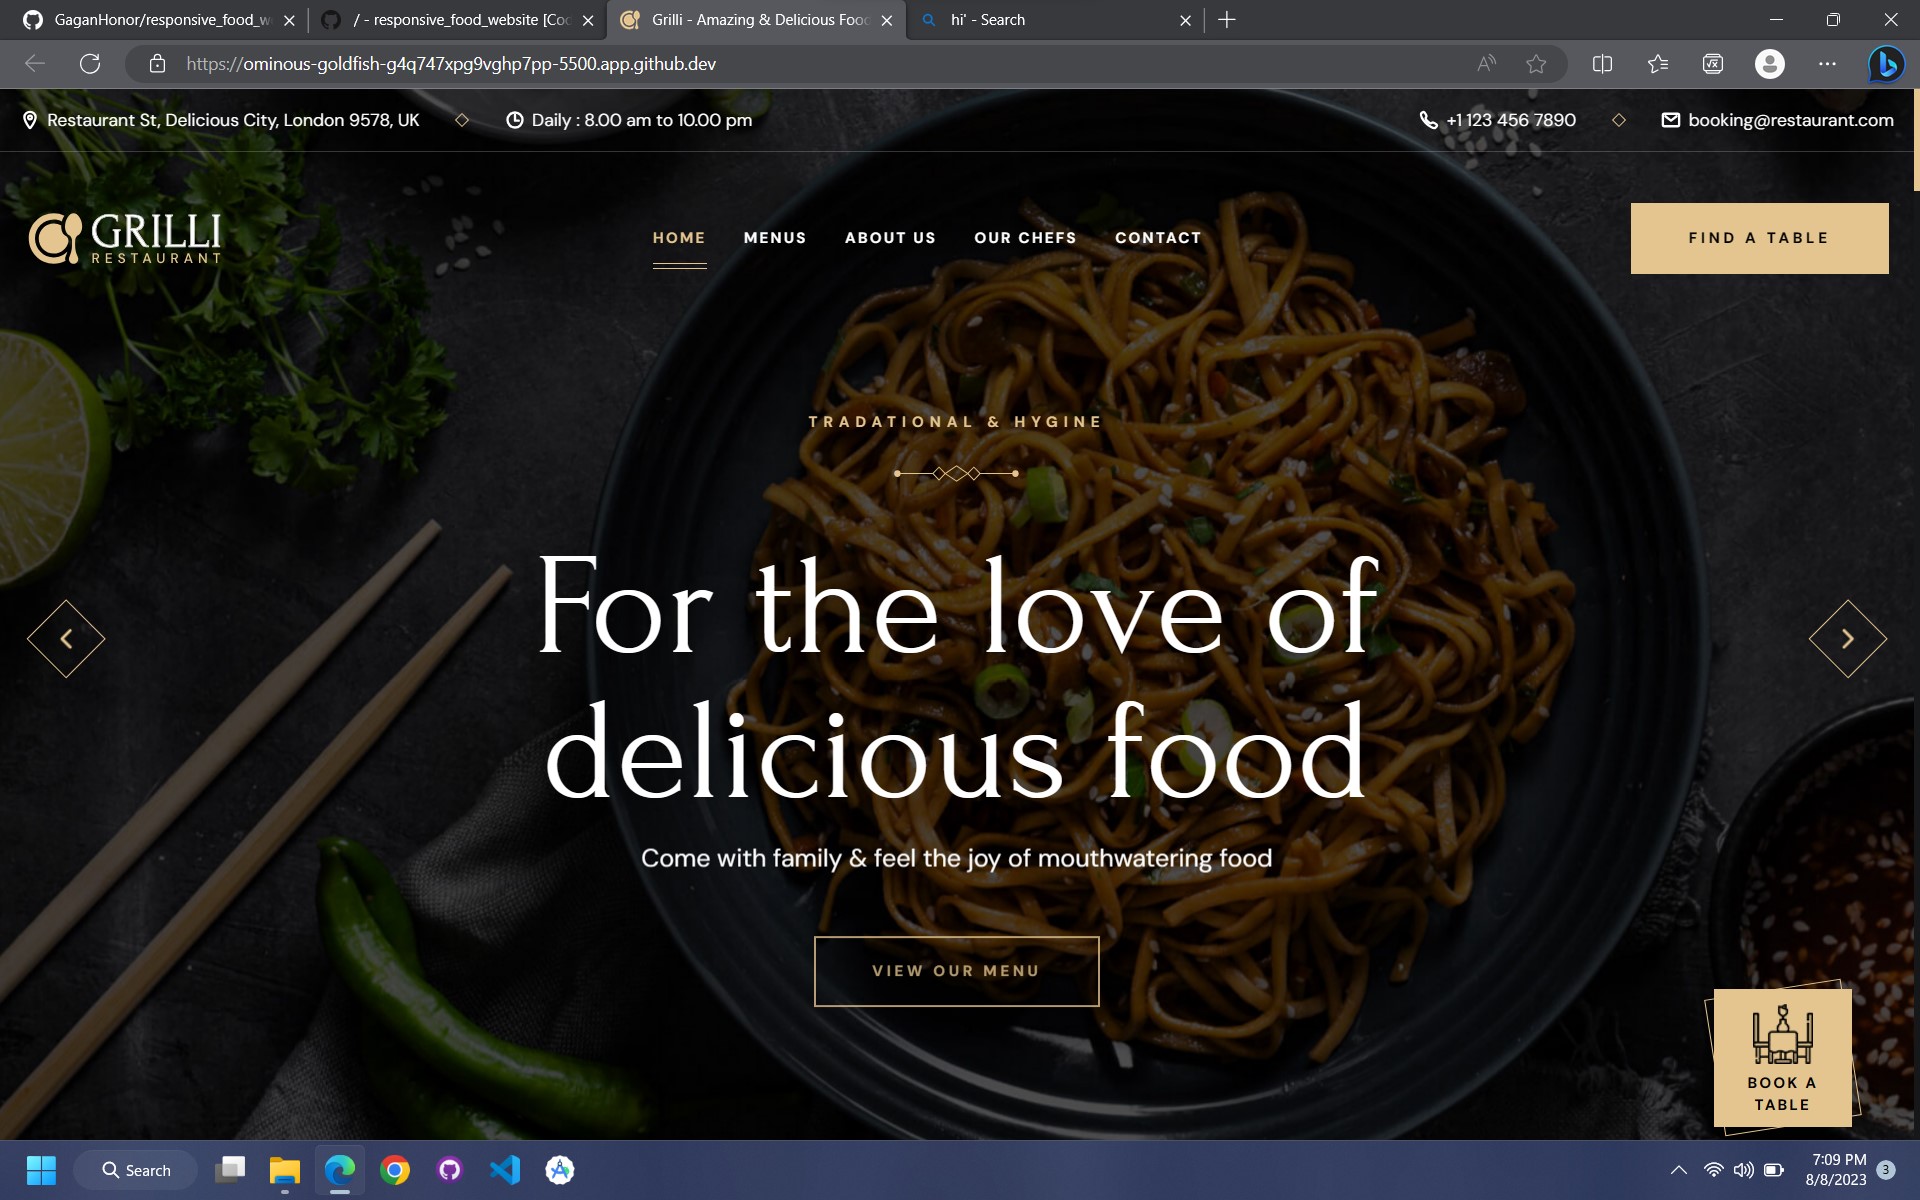 GaganHonor/responsive_food_w
/ - responsive_food_website [Cod
Grilli - Amazing & Delicious Food
hi' - Search
https://ominous-goldfish-g4q747xpg9vghp7pp-5500.app.github.dev
Restaurant St, Delicious City, London 9578, UK
Daily : 8.00 am to 10.00 pm
+1 123 456 7890
booking@restaurant.com
GRILLI
RESTAURANT
HOME
MENUS
ABOUT US
OUR CHEFS
CONTACT
FIND A TABLE
TRADATIONAL & HYGINE
For the love of
delicious food
Come with family & feel the joy of mouthwatering food
VIEW OUR MENU
BOOK A
TABLE
Search
7:09 PM
8/8/2023
3